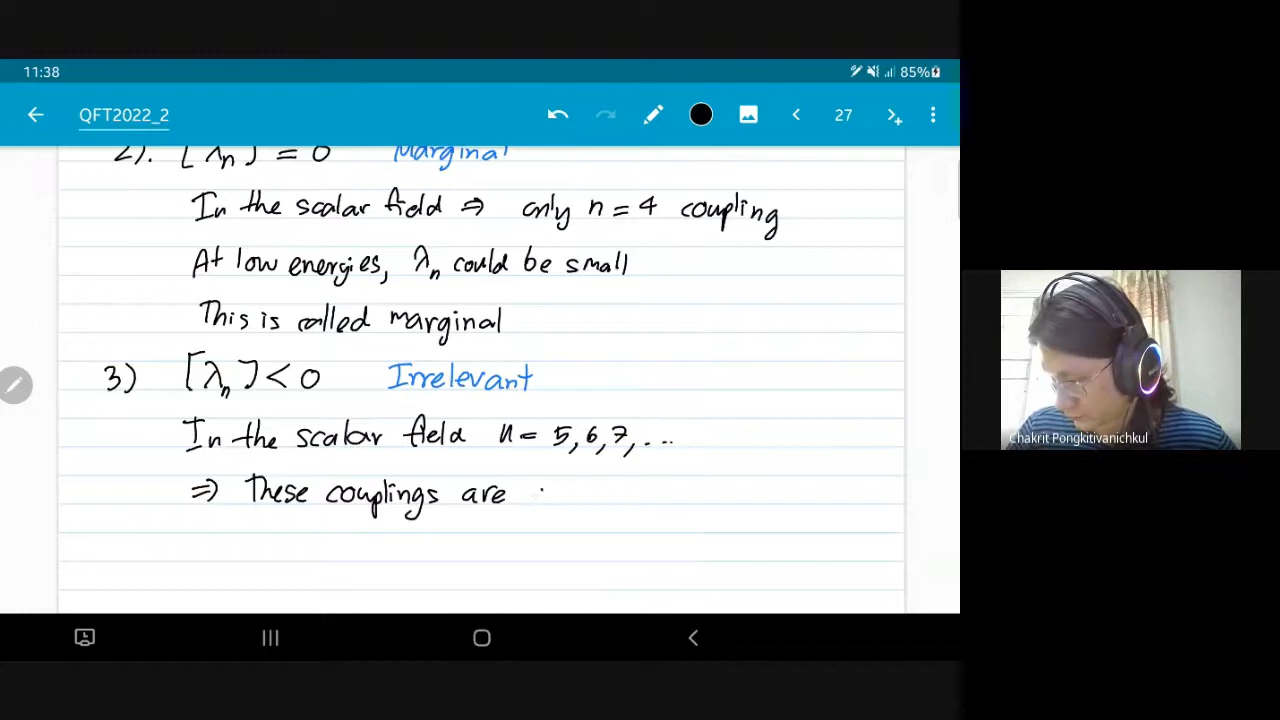 11:38
85%
QFT2022_2
27
2). [λn] = 0 Marginal
In the scalar field ⇒ only n = 4 coupling
At low energies, λn could be small
This is called marginal
3) [λn] < 0 Irrelevant
In the scalar field n = 5, 6, 7, ...
⇒ These couplings are
Chakrit Pongkitivanichkul